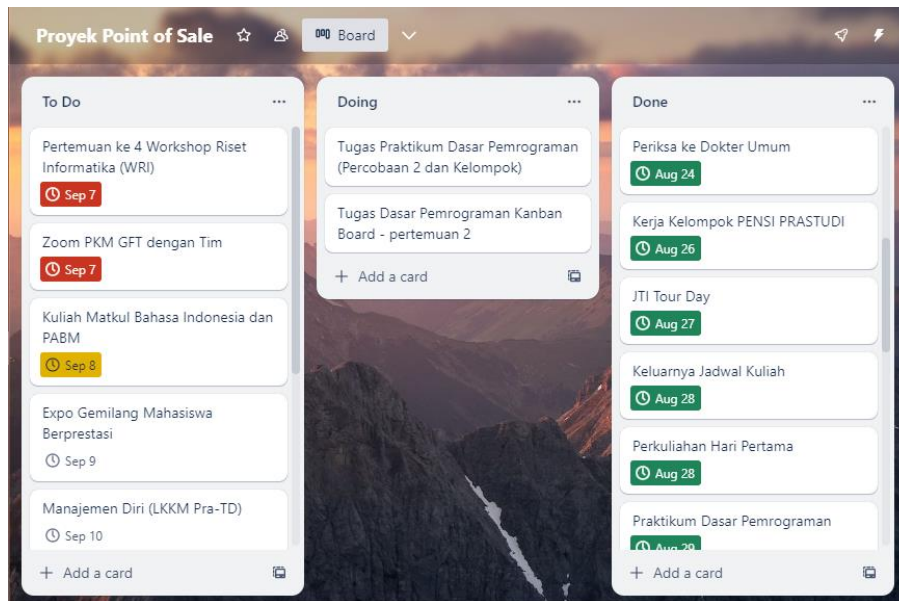 Proyek Point of Sale
Board
To Do
Pertemuan ke 4 Workshop Riset
Informatika (WRI)
Sep 7
Zoom PKM GFT dengan Tim
Sep 7
Kuliah Matkul Bahasa Indonesia dan
PABM
Sep 8
Expo Gemilang Mahasiswa
Berprestasi
Sep 9
Manajemen Diri (LKKM Pra-TD)
Sep 10
+ Add a card
Doing
Tugas Praktikum Dasar Pemrograman
(Percobaan 2 dan Kelompok)
Tugas Dasar Pemrograman Kanban
Board - pertemuan 2
+ Add a card
Done
Periksa ke Dokter Umum
Aug 24
Kerja Kelompok PENSI PRASTUDI
Aug 26
JTI Tour Day
Aug 27
Keluarnya Jadwal Kuliah
Aug 28
Perkuliahan Hari Pertama
Aug 28
Praktikum Dasar Pemrograman
Aug 29
+ Add a card